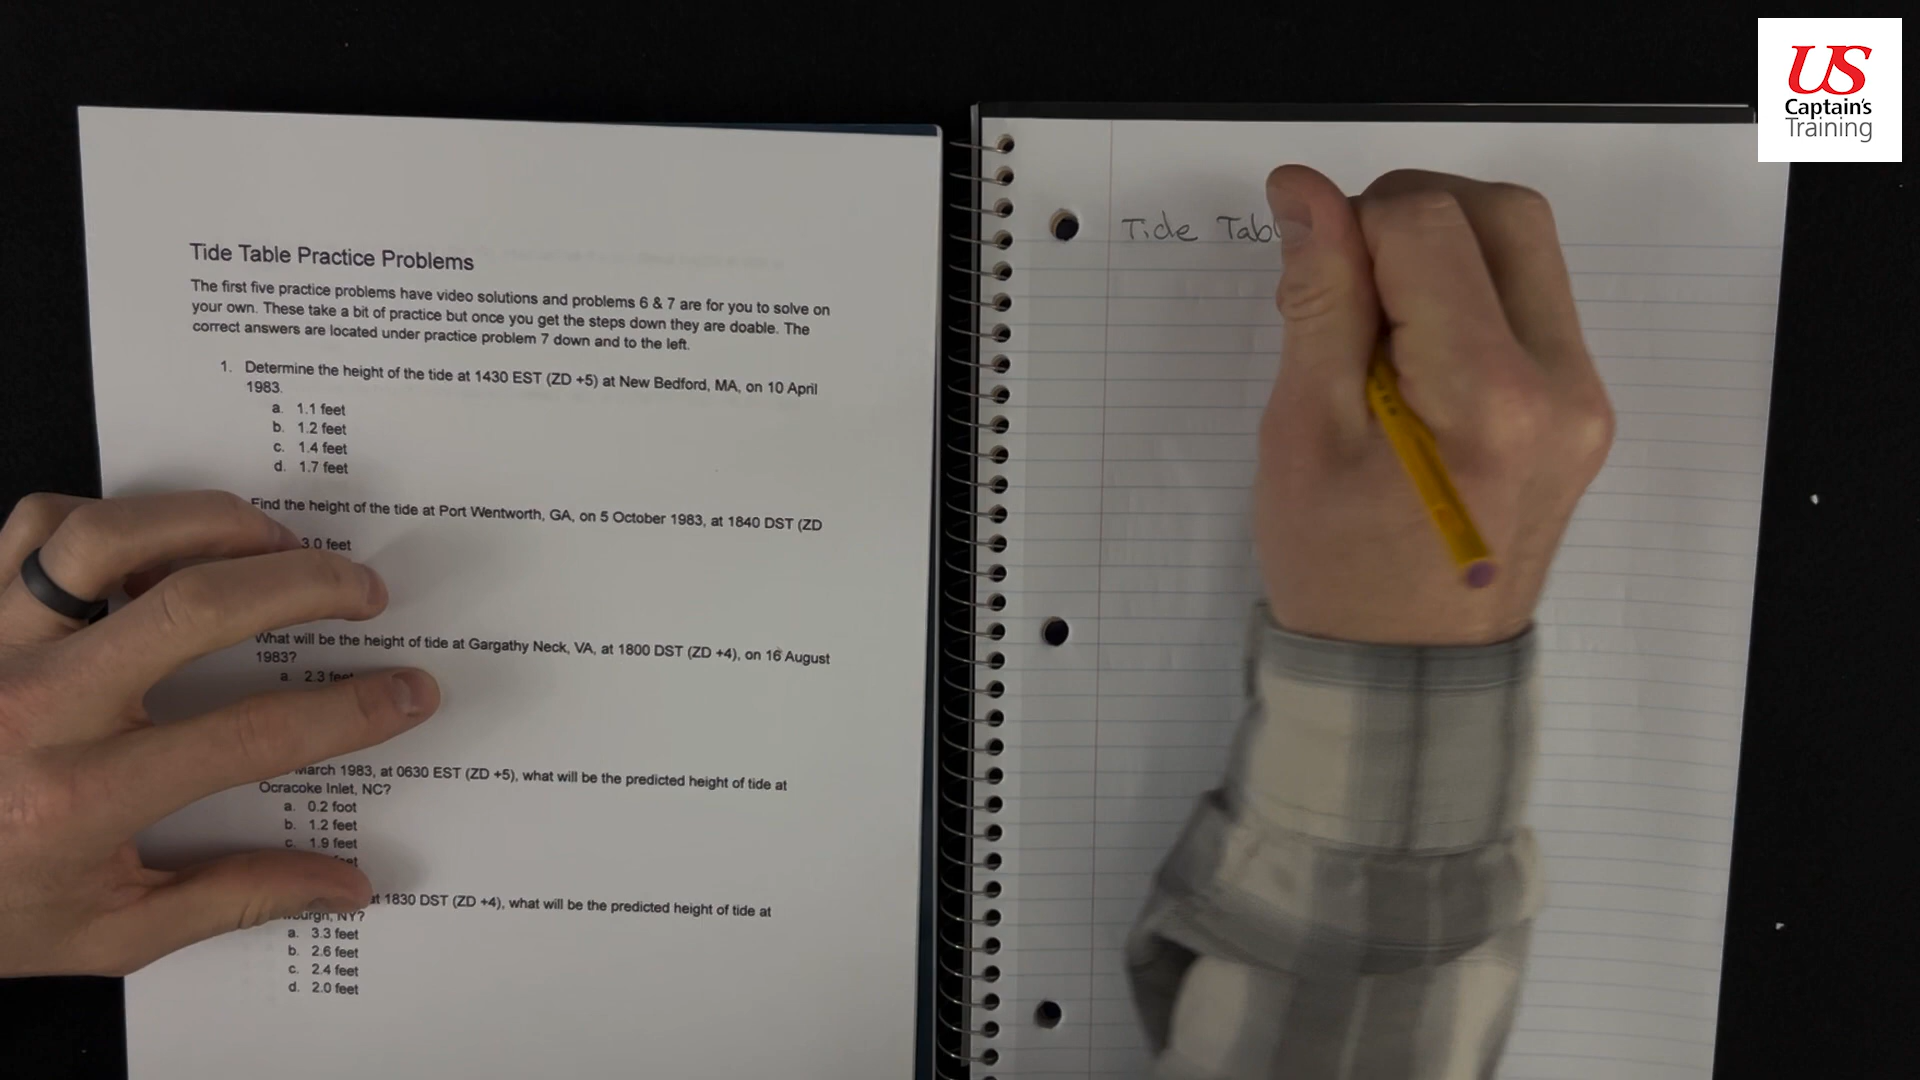 US
Captain's
Training
Tide Table Practice Problems
The first five practice problems have video solutions and problems 6 & 7 are for you to solve on
your own. These take a bit of practice but once you get the steps down they are doable. The
correct answers are located under practice problem 7 down and to the left.
1. Determine the height of the tide at 1430 EST (ZD +5) at New Bedford, MA, on 10 April
1983.
a. 1.1 feet
b. 1.2 feet
c. 1.4 feet
d. 1.7 feet
Find the height of the tide at Port Wentworth, GA, on 5 October 1983, at 1840 DST (ZD
3.0 feet
What will be the height of tide at Gargathy Neck, VA, at 1800 DST (ZD +4), on 16 August
1983?
a. 2.3 feet
March 1983, at 0630 EST (ZD +5), what will be the predicted height of tide at
Ocracoke Inlet, NC?
a. 0.2 foot
b. 1.2 feet
c. 1.9 feet
at 1830 DST (ZD +4), what will be the predicted height of tide at
NY?
a. 3.3 feet
b. 2.6 feet
c. 2.4 feet
d. 2.0 feet
Tide Tabl